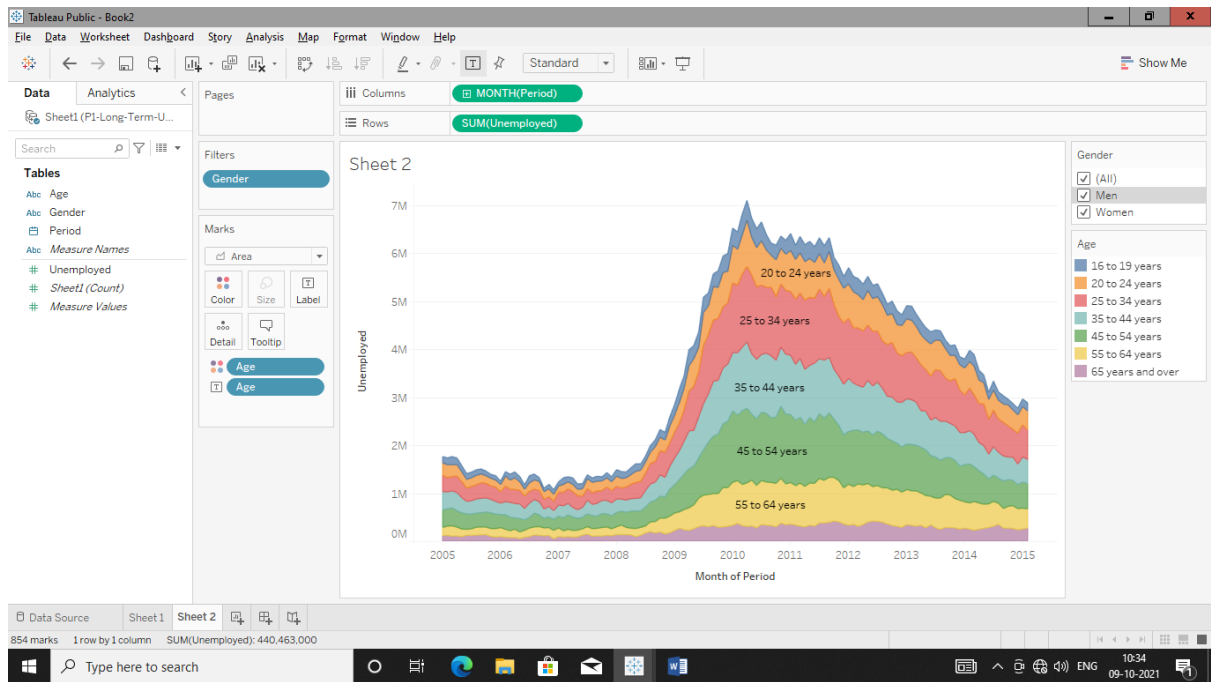 Tableau Public - Book2
File Data Worksheet Dashboard Story Analysis Map Format Window Help
Standard
Show Me
Data Analytics
Sheet1 (P1-Long-Term-U...
Search
Tables
Abc Age
Abc Gender
Period
Abc Measure Names
# Unemployed
# Sheet1 (Count)
# Measure Values
Pages
Filters
Gender
Marks
Area
Color Size Label
Detail Tooltip
Age
Age
Columns MONTH(Period)
Rows SUM(Unemployed)
Sheet 2
7M
6M
5M
4M
3M
2M
1M
0M
Unemployed
20 to 24 years
25 to 34 years
35 to 44 years
45 to 54 years
55 to 64 years
2005 2006 2007 2008 2009 2010 2011 2012 2013 2014 2015
Month of Period
Gender
(All)
Men
Women
Age
16 to 19 years
20 to 24 years
25 to 34 years
35 to 44 years
45 to 54 years
55 to 64 years
65 years and over
Data Source Sheet 1 Sheet 2
854 marks 1 row by 1 column SUM(Unemployed): 440,463,000
Type here to search
ENG
10:34
09-10-2021